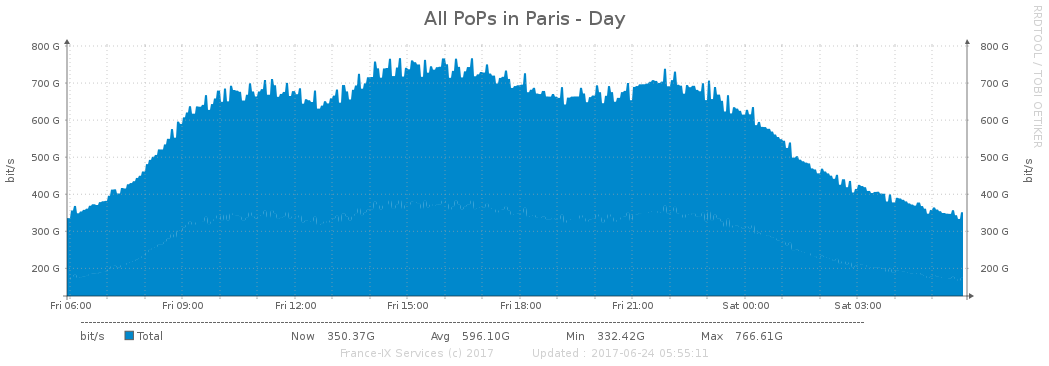 All PoPs in Paris - Day
RRDTOOL / TOBI OETIKER
bit/s
800 G
700 G
600 G
500 G
400 G
300 G
200 G
800 G
700 G
600 G
500 G
400 G
300 G
200 G
bit/s
Fri 06:00 Fri 09:00 Fri 12:00 Fri 15:00 Fri 18:00 Fri 21:00 Sat 00:00 Sat 03:00
bit/s Total Now 350.37G Avg 596.10G Min 332.42G Max 766.61G
France-IX Services (c) 2017 Updated : 2017-06-24 05:55:11